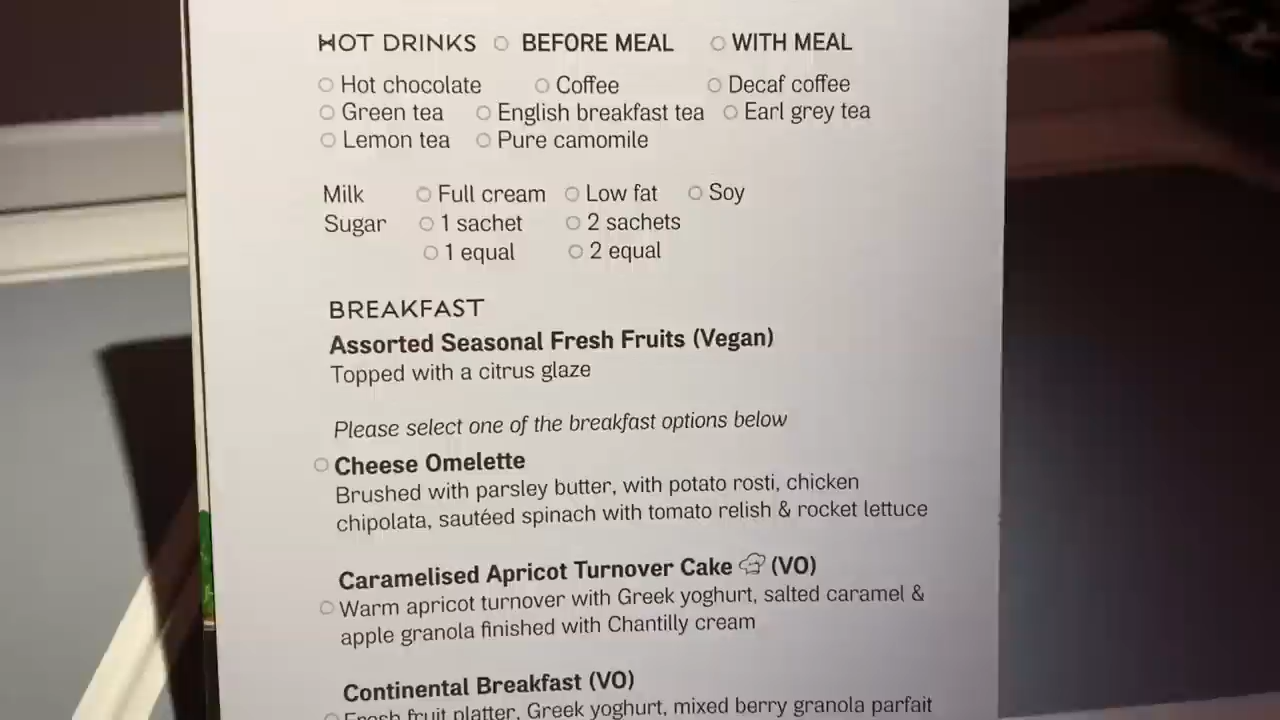 HOT DRINKS ○ BEFORE MEAL ○ WITH MEAL
○ Hot chocolate ○ Coffee ○ Decaf coffee
○ Green tea ○ English breakfast tea ○ Earl grey tea
○ Lemon tea ○ Pure camomile
Milk ○ Full cream ○ Low fat ○ Soy
Sugar ○ 1 sachet ○ 2 sachets
○ 1 equal ○ 2 equal
BREAKFAST
Assorted Seasonal Fresh Fruits (Vegan)
Topped with a citrus glaze
Please select one of the breakfast options below
○ Cheese Omelette
Brushed with parsley butter, with potato rosti, chicken
chipolata, sautéed spinach with tomato relish & rocket lettuce
Caramelised Apricot Turnover Cake (VO)
○ Warm apricot turnover with Greek yoghurt, salted caramel &
apple granola finished with Chantilly cream
Continental Breakfast (VO)
○ Fresh fruit platter, Greek yoghurt, mixed berry granola parfait